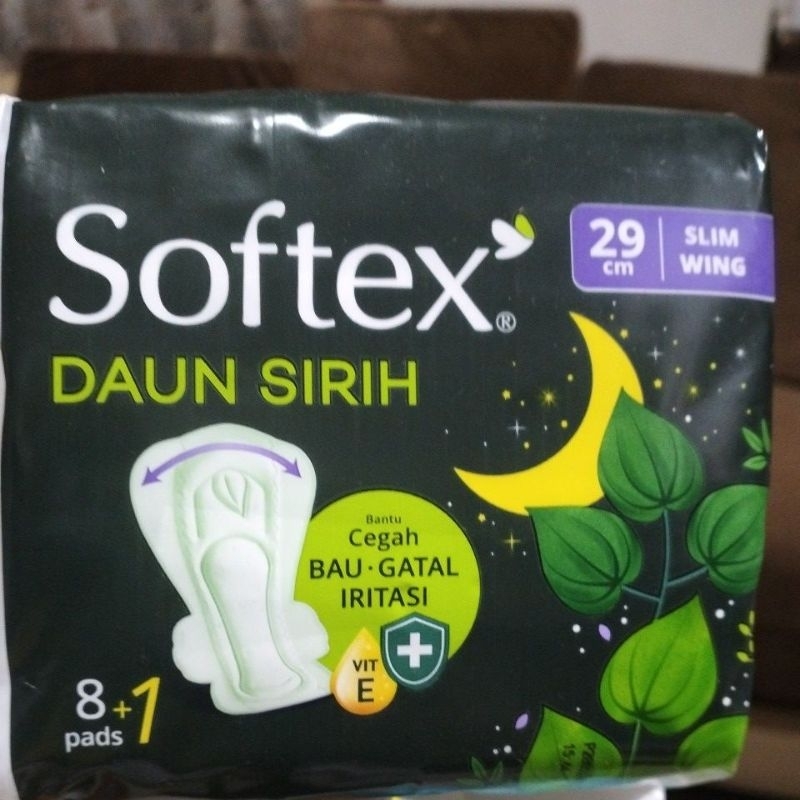 Softex®
29 cm
SLIM WING
DAUN SIRIH
Bantu
Cegah
BAU · GATAL
IRITASI
VIT
E
8+1
pads